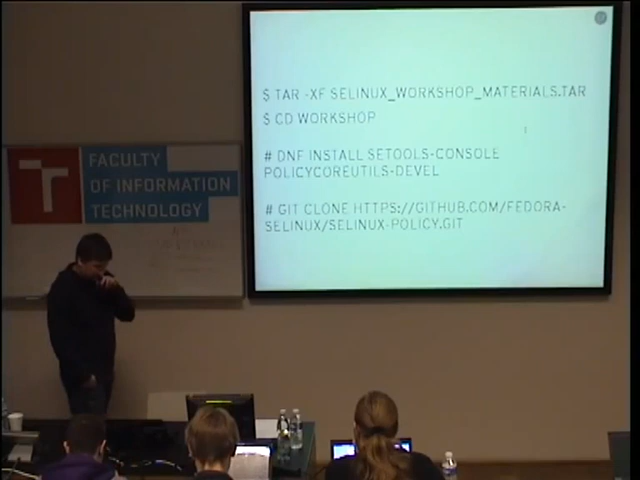 $ TAR -XF SELINUX_WORKSHOP_MATERIALS.TAR
$ CD WORKSHOP
# DNF INSTALL SETOOLS-CONSOLE
POLICYCOREUTILS-DEVEL
# GIT CLONE HTTPS://GITHUB.COM/FEDORA-
SELINUX/SELINUX-POLICY.GIT
T
FACULTY
OF INFORMATION
TECHNOLOGY